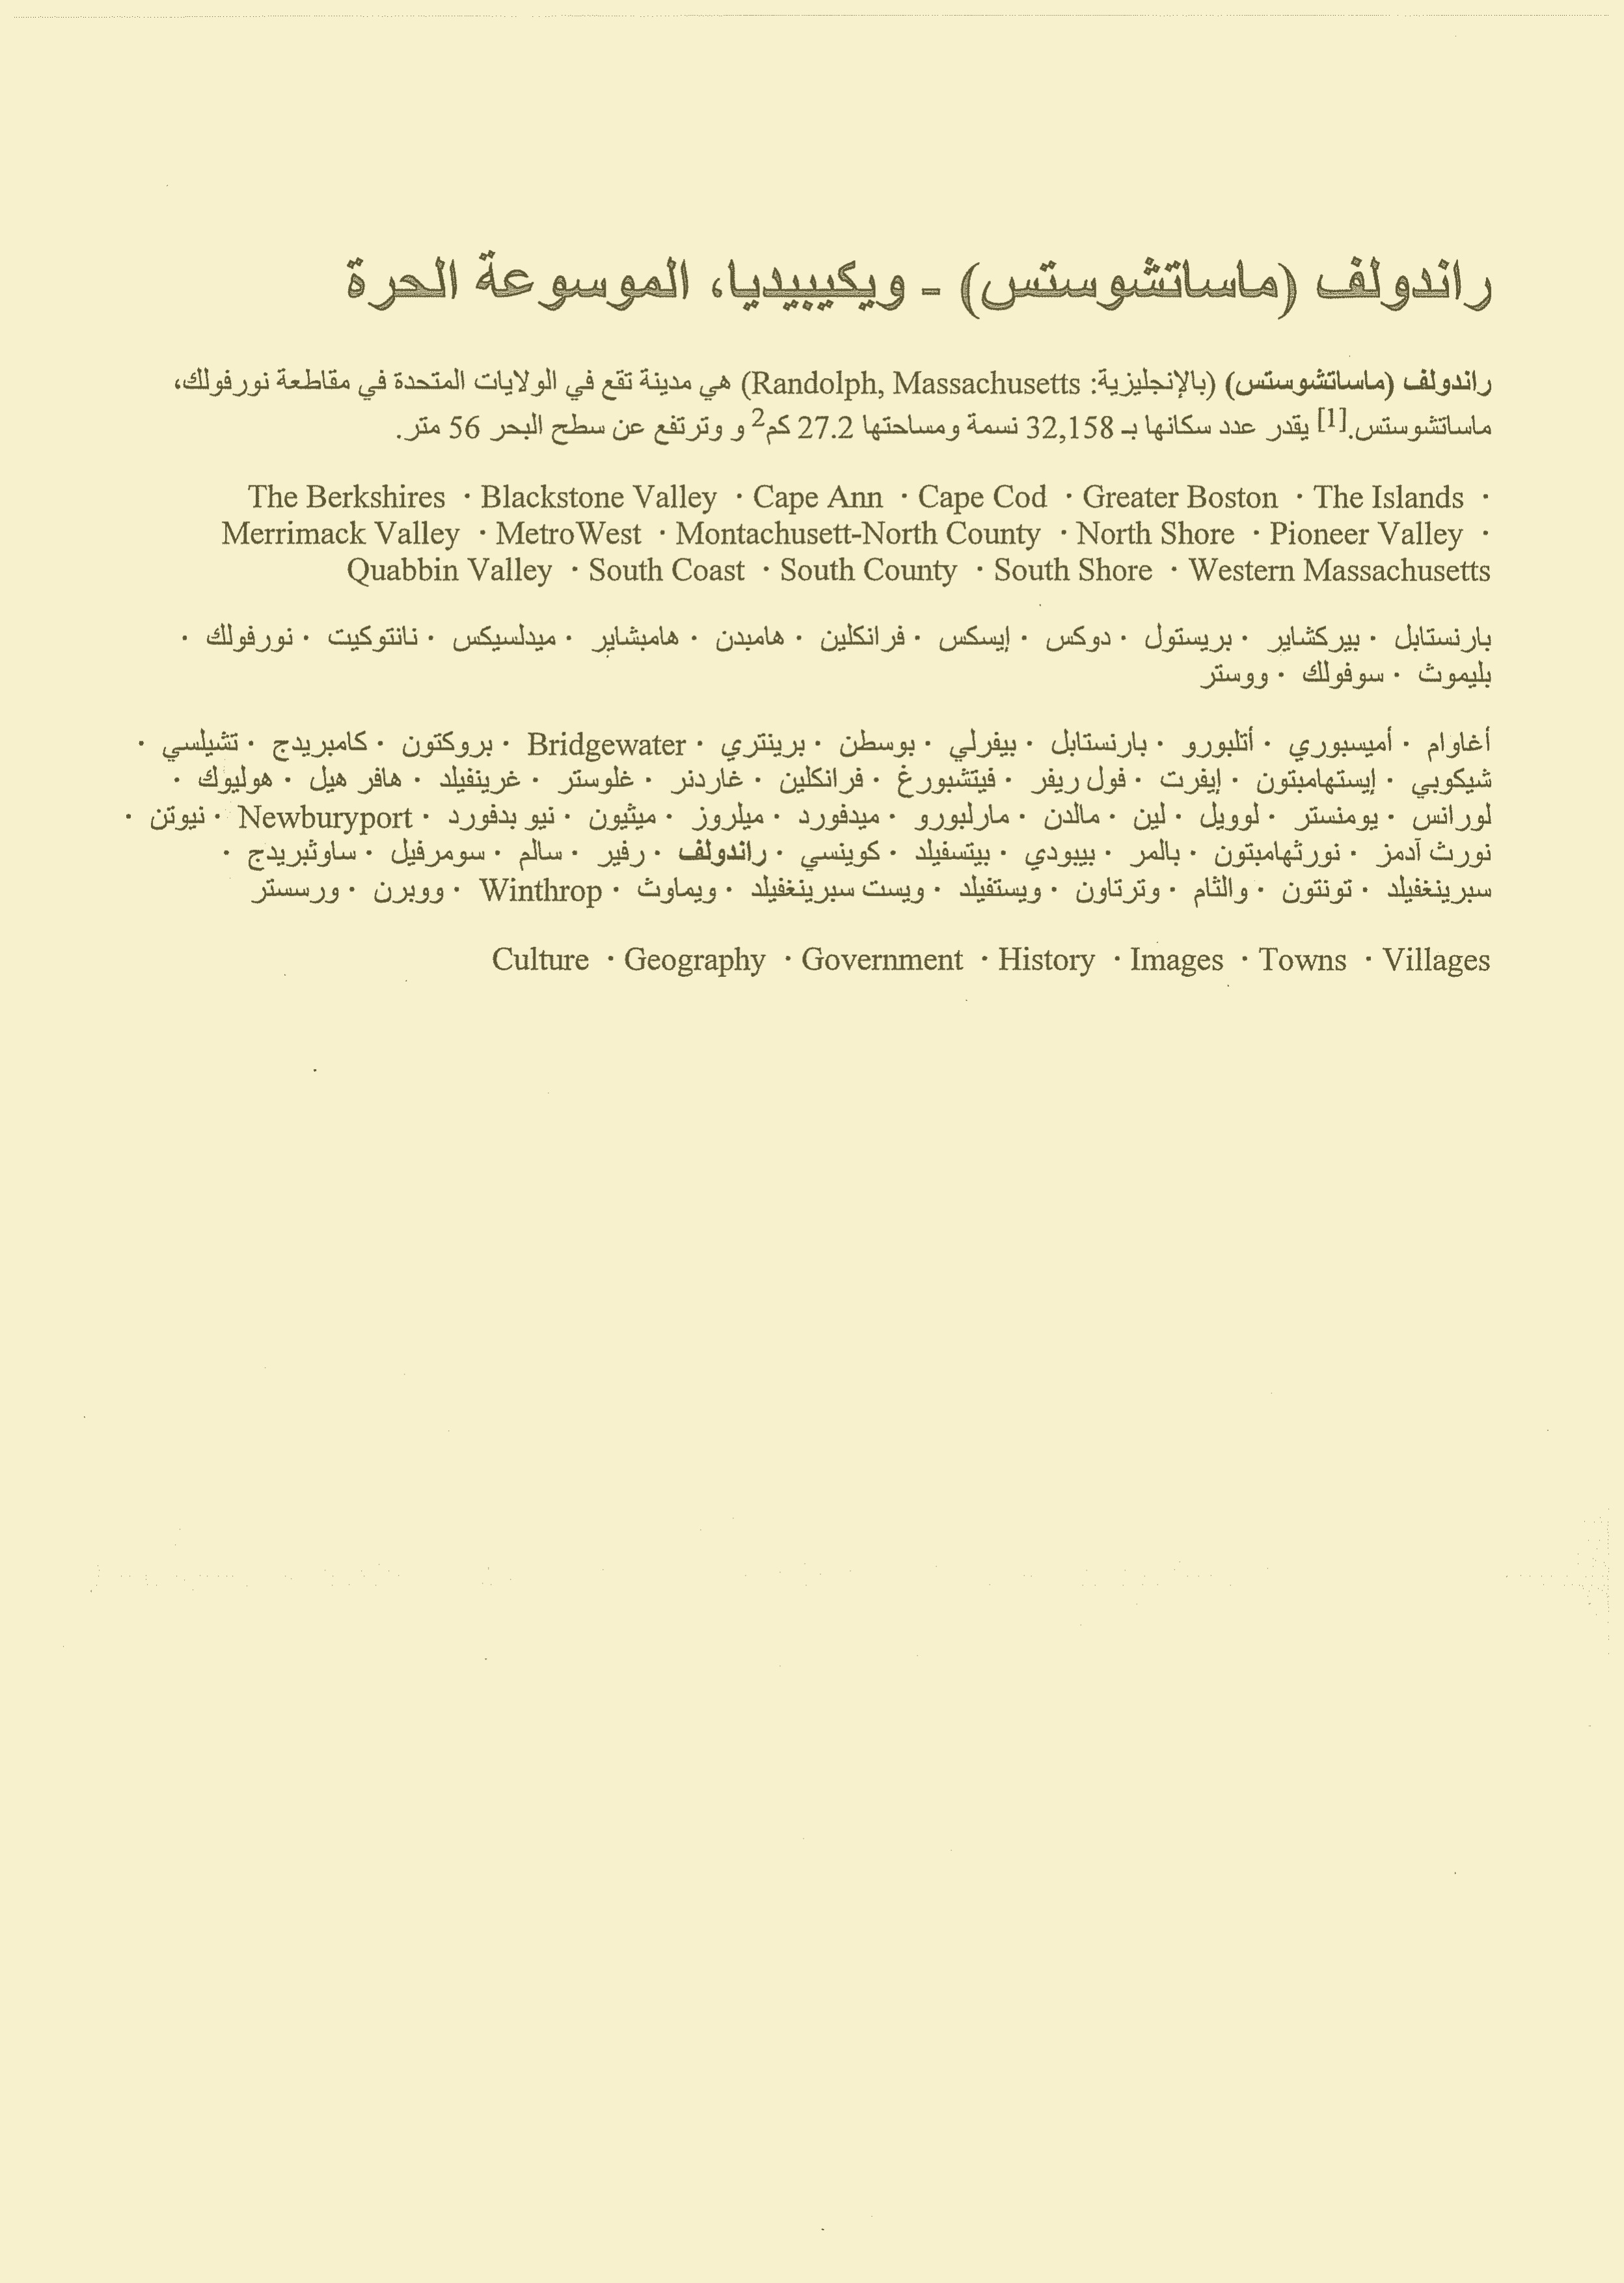 راندولف (ماساتشوستس) - ويكيبيديا، الموسوعة الحرة
راندولف (ماساتشوستس) (بالإنجليزية: Randolph, Massachusetts) هي مدينة تقع في الولايات المتحدة في مقاطعة نورفولك،
ماساتشوستس.[1] يقدر عدد سكانها بـ 32,158 نسمة ومساحتها 27.2 كم2 و وترتفع عن سطح البحر 56 متر.
The Berkshires · Blackstone Valley · Cape Ann · Cape Cod · Greater Boston · The Islands ·
Merrimack Valley · MetroWest · Montachusett-North County · North Shore · Pioneer Valley ·
Quabbin Valley · South Coast · South County · South Shore · Western Massachusetts
بارنستابل · بيركشاير · بريستول · دوكس · إيسكس · فرانكلين · هامبدن · هامبشاير · ميدلسيكس · نانتوكيت · نورفولك ·
بليموث · سوفولك · ووستر
أغاوام · أميسبوري · أتلبورو · بارنستابل · بيفرلي · بوسطن · برينتري · Bridgewater · بروكتون · كامبريدج · تشيلسي ·
شيكوبي · إيستهامبتون · إيفرت · فول ريفر · فيتشبورغ · فرانكلين · غاردنر · غلوستر · غرينفيلد · هافر هيل · هوليوك ·
لورانس · يومنستر · لوويل · لين · مالدن · مارلبورو · ميدفورد · ميلروز · ميثيون · نيو بدفورد · Newburyport · نيوتن ·
نورث آدمز · نورثهامبتون · بالمر · بيبودي · بيتسفيلد · كوينسي · راندولف · رفير · سالم · سومرفيل · ساوثبريدج ·
سبرينغفيلد · تونتون · والثام · وترتاون · ويستفيلد · ويست سبرينغفيلد · ويماوث · Winthrop · ووبرن · ورسستر
Culture · Geography · Government · History · Images · Towns · Villages